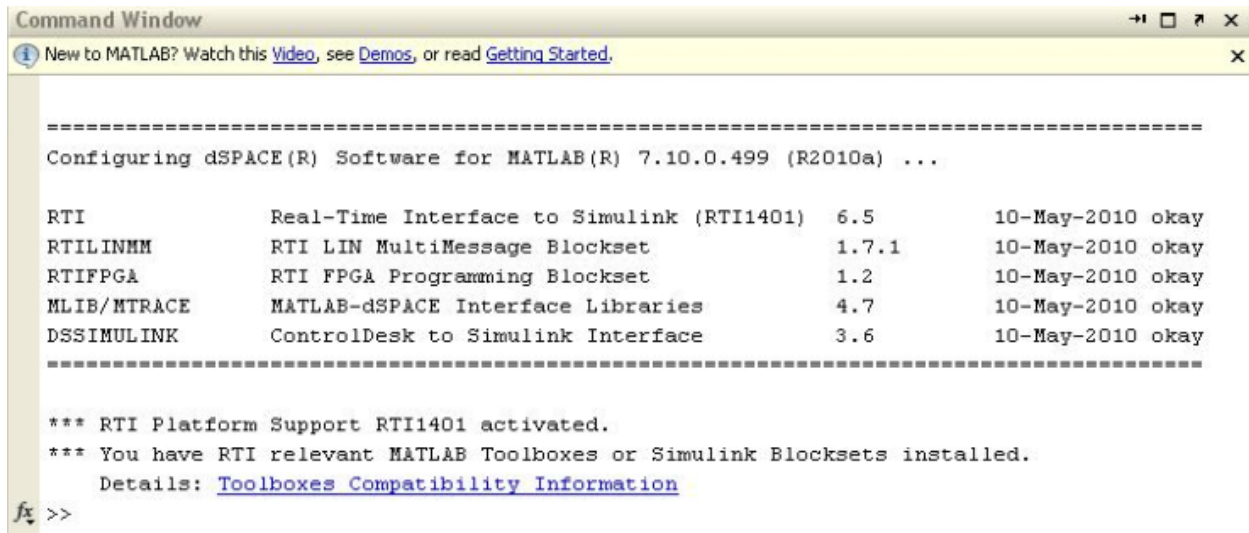 Command Window
New to MATLAB? Watch this Video, see Demos, or read Getting Started.
========================================================================================
Configuring dSPACE(R) Software for MATLAB(R) 7.10.0.499 (R2010a) ...
RTI Real-Time Interface to Simulink (RTI1401) 6.5 10-May-2010 okay
RTILINMM RTI LIN MultiMessage Blockset 1.7.1 10-May-2010 okay
RTIFPGA RTI FPGA Programming Blockset 1.2 10-May-2010 okay
MLIB/MTRACE MATLAB-dSPACE Interface Libraries 4.7 10-May-2010 okay
DSSIMULINK ControlDesk to Simulink Interface 3.6 10-May-2010 okay
========================================================================================
*** RTI Platform Support RTI1401 activated.
*** You have RTI relevant MATLAB Toolboxes or Simulink Blocksets installed.
Details: Toolboxes Compatibility Information
fx >>